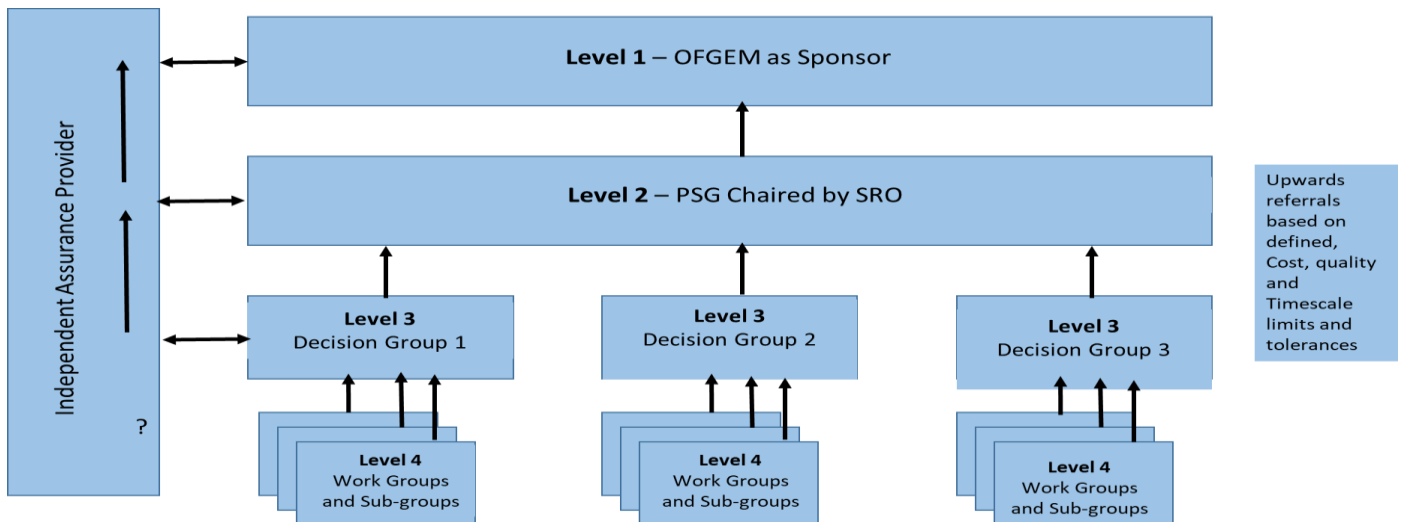 Independent Assurance Provider
?
Level 1 – OFGEM as Sponsor
Level 2 – PSG Chaired by SRO
Level 3
Decision Group 1
Level 3
Decision Group 2
Level 3
Decision Group 3
Level 4
Work Groups
and Sub-groups
Level 4
Work Groups
and Sub-groups
Level 4
Work Groups
and Sub-groups
Upwards
referrals
based on
defined,
Cost, quality
and
Timescale
limits and
tolerances